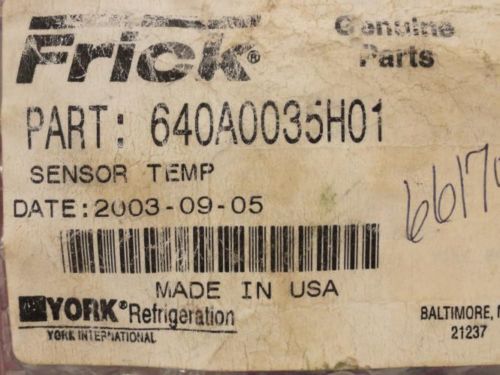 Frick®
Genuine
Parts
PART: 640A0035H01
SENSOR TEMP
DATE:2003-09-05
MADE IN USA
YORK® Refrigeration
YORK INTERNATIONAL
BALTIMORE,
21237